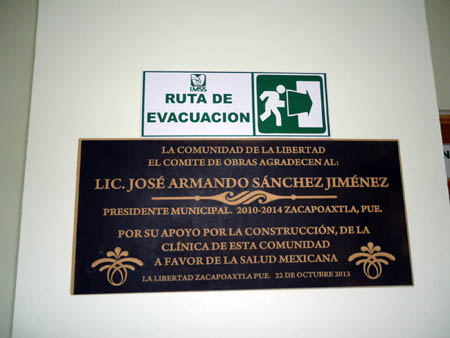 IMSS
RUTA DE
EVACUACION
LA COMUNIDAD DE LA LIBERTAD
EL COMITE DE OBRAS AGRADECEN AL:
LIC. JOSÉ ARMANDO SÁNCHEZ JIMÉNEZ
PRESIDENTE MUNICIPAL. 2010-2014 ZACAPOAXTLA, PUE.
POR SU APOYO POR LA CONSTRUCCIÓN, DE LA
CLÍNICA DE ESTA COMUNIDAD
A FAVOR DE LA SALUD MEXICANA
LA LIBERTAD ZACAPOAXTLA PUE. 22 DE OCTUBRE 2013